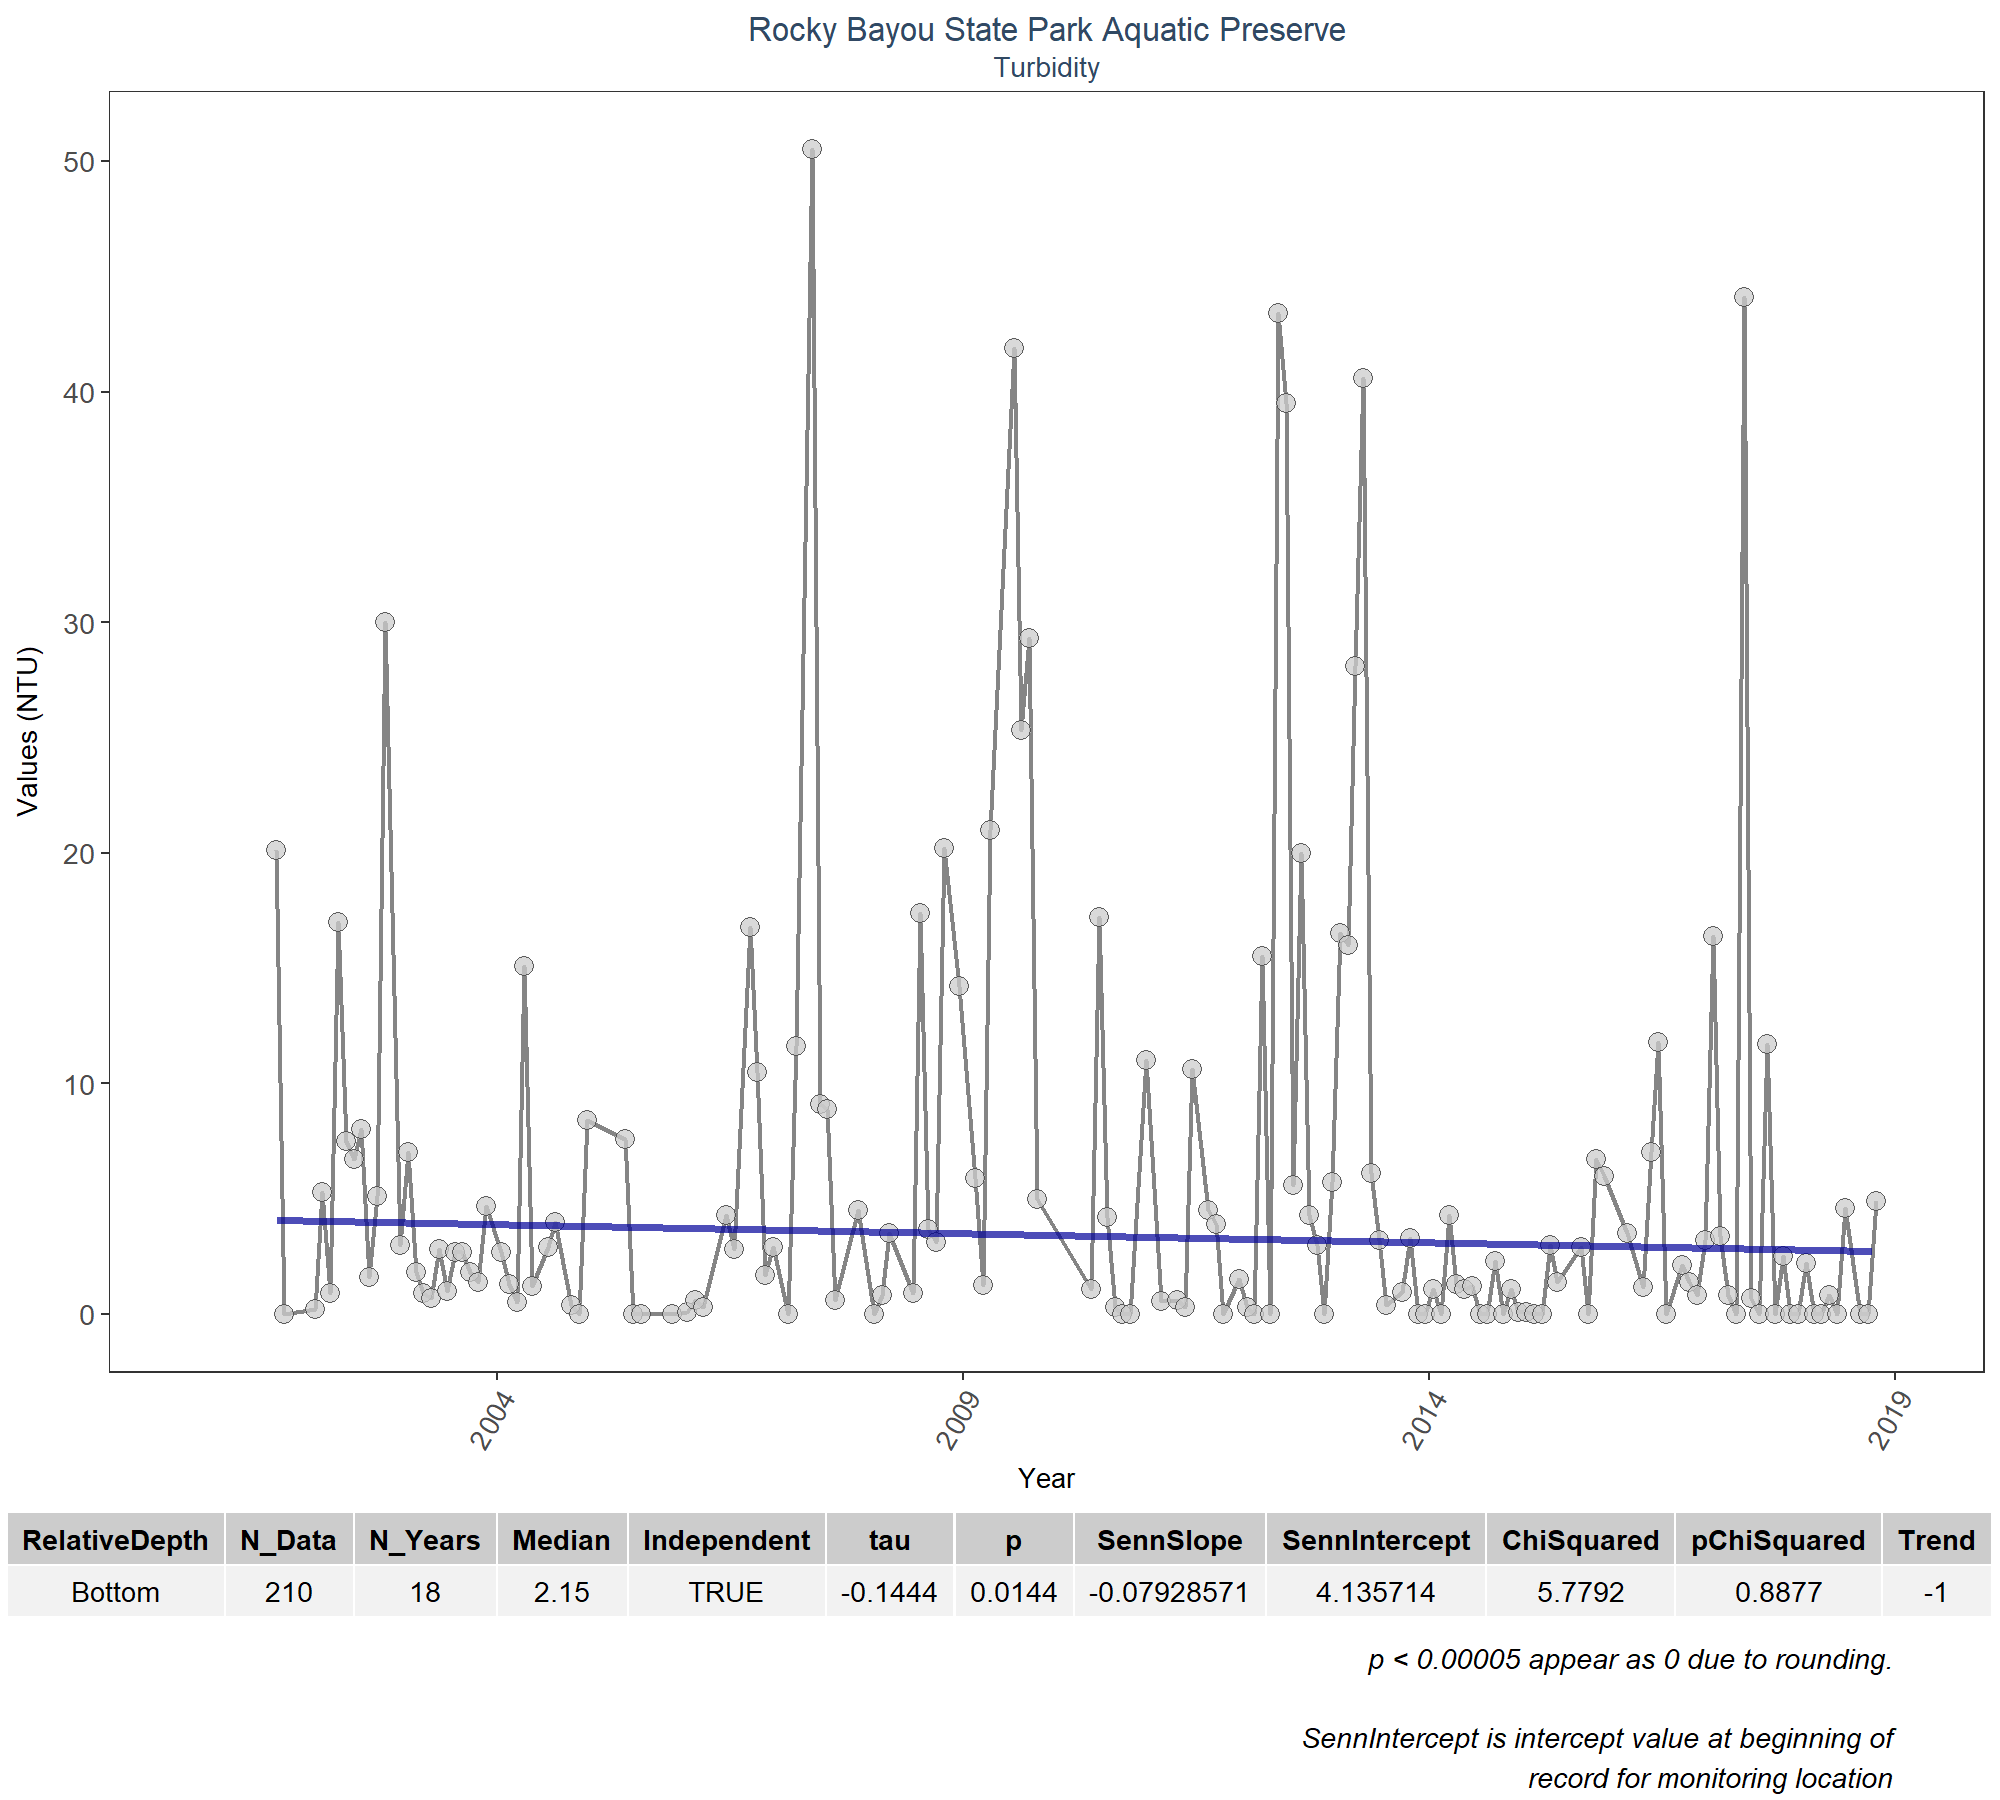 Rocky Bayou State Park Aquatic Preserve
Turbidity
50
40
30
20
10
0
Values (NTU)
2004
2009
2014
2019
Year
RelativeDepth N_Data N_Years Median Independent tau p SennSlope SennIntercept ChiSquared pChiSquared Trend
Bottom 210 18 2.15 TRUE -0.1444 0.0144 -0.07928571 4.135714 5.7792 0.8877 -1
p < 0.00005 appear as 0 due to rounding.
SennIntercept is intercept value at beginning of
record for monitoring location